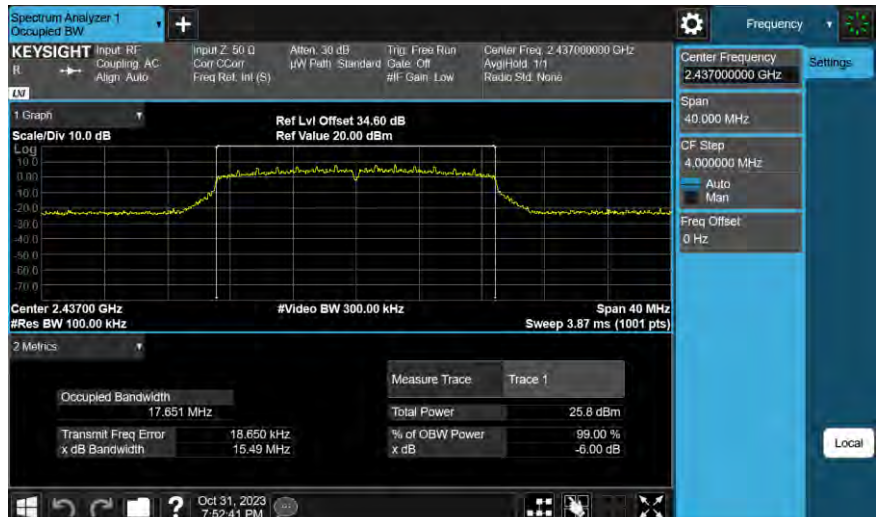 Spectrum Analyzer 1
Occupied BW
Frequency
KEYSIGHT
R
LXI
Input: RF
Coupling: AC
Align: Auto
Input Z: 50 Ω
Corr CCorr
Freq Ref: Int (S)
Atten: 30 dB
µW Path: Standard
Trig: Free Run
Gate: Off
#IF Gain: Low
Center Freq: 2.437000000 GHz
Avg|Hold: 1/1
Radio Std: None
Center Frequency
2.437000000 GHz
Settings
Span
40.000 MHz
CF Step
4.000000 MHz
Auto
Man
Freq Offset
0 Hz
1 Graph
Scale/Div 10.0 dB
Ref Lvl Offset 34.60 dB
Ref Value 20.00 dBm
Log
10.0
0.00
-10.0
-20.0
-30.0
-40.0
-50.0
-60.0
-70.0
Center 2.43700 GHz
#Res BW 100.00 kHz
#Video BW 300.00 kHz
Span 40 MHz
Sweep 3.87 ms (1001 pts)
2 Metrics
Measure Trace
Trace 1
Occupied Bandwidth
17.651 MHz
Total Power
25.8 dBm
Transmit Freq Error
18.650 kHz
% of OBW Power
99.00 %
x dB Bandwidth
15.49 MHz
x dB
-6.00 dB
Local
?
Oct 31, 2023
7:52:41 PM